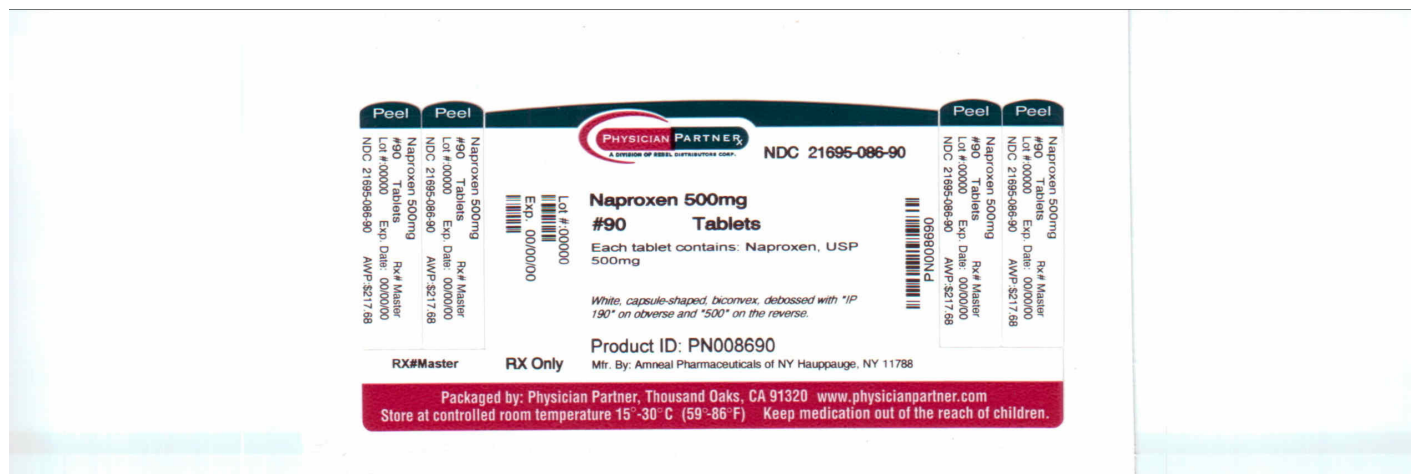 Peel
Naproxen 500mg
#90 Tablets Rx# Master
Lot #:00000 Exp. Date: 00/00/00
NDC 21695-086-90 AWP:$217.68
Peel
Naproxen 500mg
#90 Tablets Rx# Master
Lot #:00000 Exp. Date: 00/00/00
NDC 21695-086-90 AWP:$217.68
RX#Master
Lot #:00000
Exp. 00/00/00
RX Only
PHYSICIAN PARTNER Rx
A DIVISION OF REBEL DISTRIBUTORS CORP.
NDC 21695-086-90
Naproxen 500mg
#90 Tablets
Each tablet contains: Naproxen, USP
500mg
White, capsule-shaped, biconvex, debossed with "IP
190" on obverse and "500" on the reverse.
Product ID: PN008690
Mfr. By: Amneal Pharmaceuticals of NY Hauppauge, NY 11788
PN008690
Peel
Naproxen 500mg
#90 Tablets Rx# Master
Lot #:00000 Exp. Date: 00/00/00
NDC 21695-086-90 AWP:$217.68
Peel
Naproxen 500mg
#90 Tablets Rx# Master
Lot #:00000 Exp. Date: 00/00/00
NDC 21695-086-90 AWP:$217.68
Packaged by: Physician Partner, Thousand Oaks, CA 91320 www.physicianpartner.com
Store at controlled room temperature 15°-30°C (59°-86°F) Keep medication out of the reach of children.